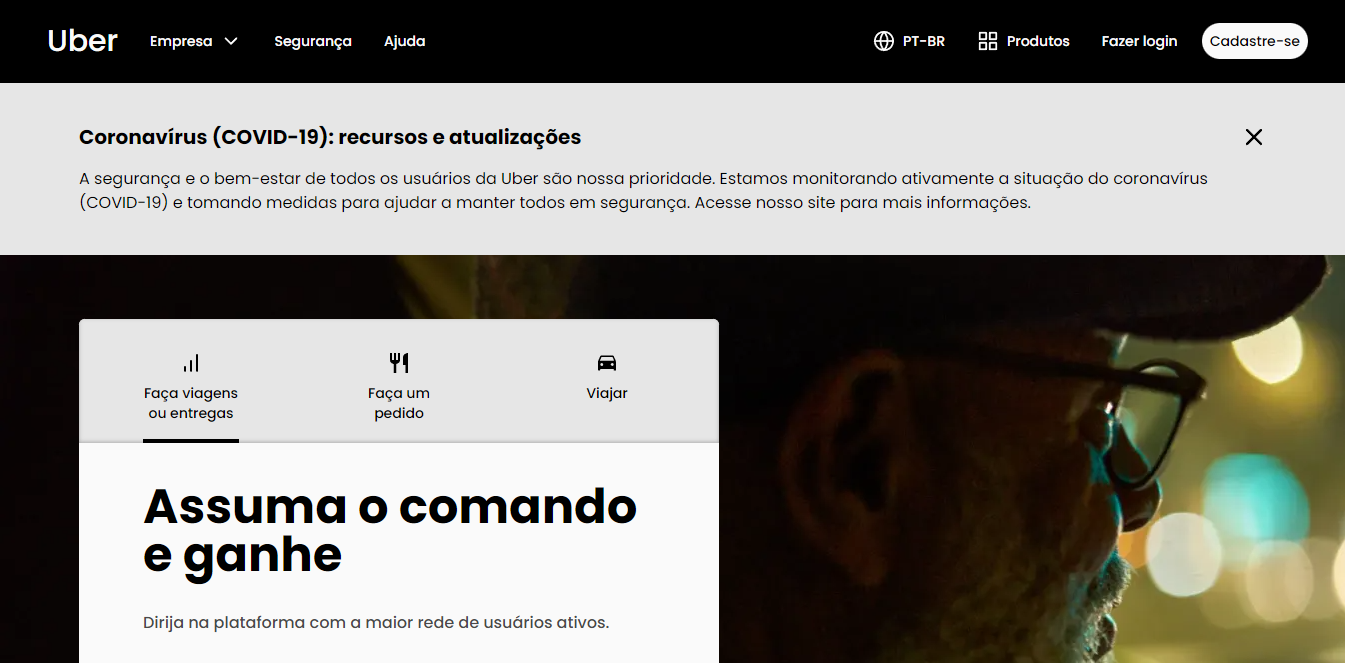 Uber
Empresa
Segurança
Ajuda
PT-BR
Produtos
Fazer login
Cadastre-se
Coronavírus (COVID-19): recursos e atualizações
A segurança e o bem-estar de todos os usuários da Uber são nossa prioridade. Estamos monitorando ativamente a situação do coronavírus
(COVID-19) e tomando medidas para ajudar a manter todos em segurança. Acesse nosso site para mais informações.
Faça viagens
ou entregas
Faça um
pedido
Viajar
Assuma o comando
e ganhe
Dirija na plataforma com a maior rede de usuários ativos.